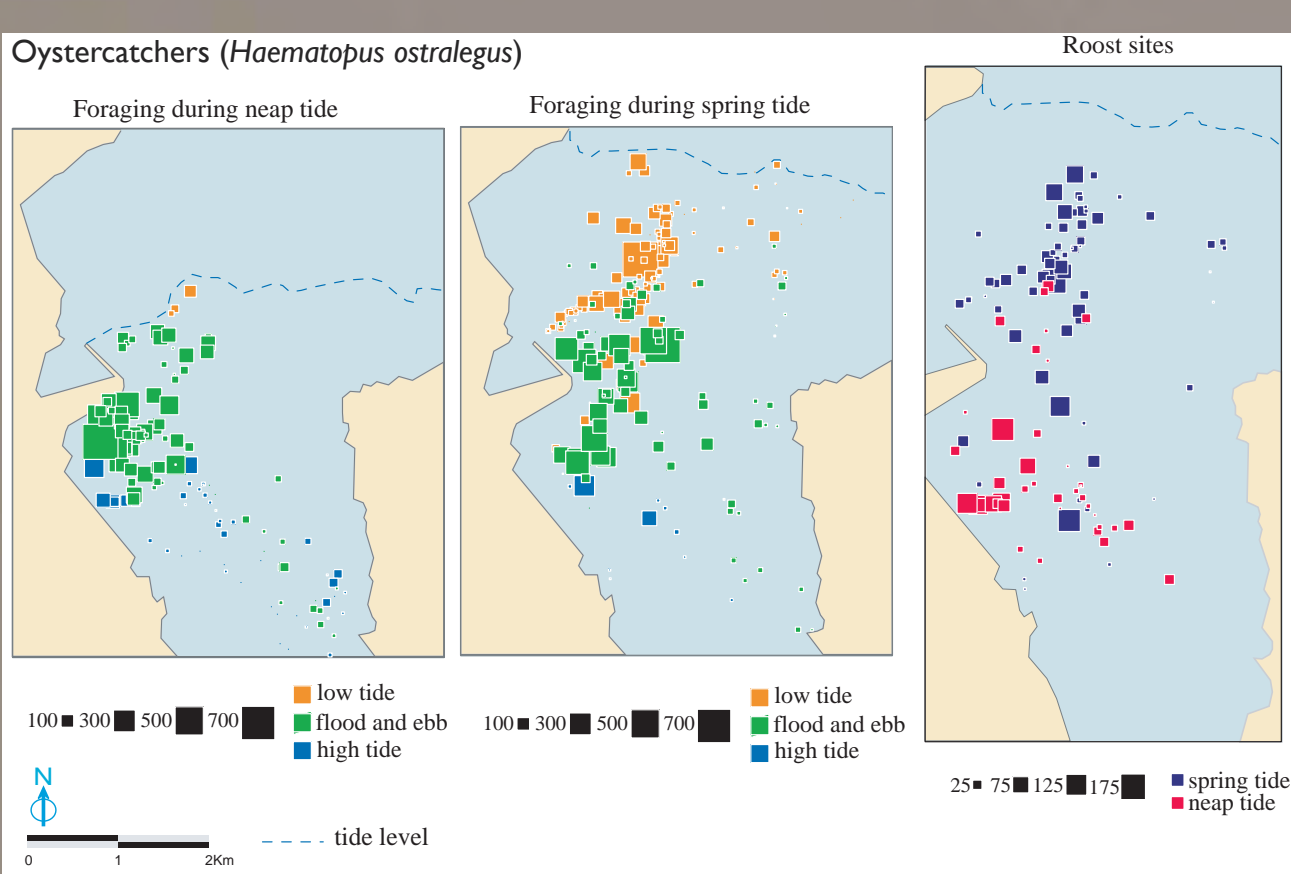 Oystercatchers (Haematopus ostralegus)
Roost sites
Foraging during neap tide
Foraging during spring tide
100 300 500 700
low tide
flood and ebb
high tide
100 300 500 700
low tide
flood and ebb
high tide
25 75 125 175
spring tide
neap tide
N
0 1 2Km
tide level